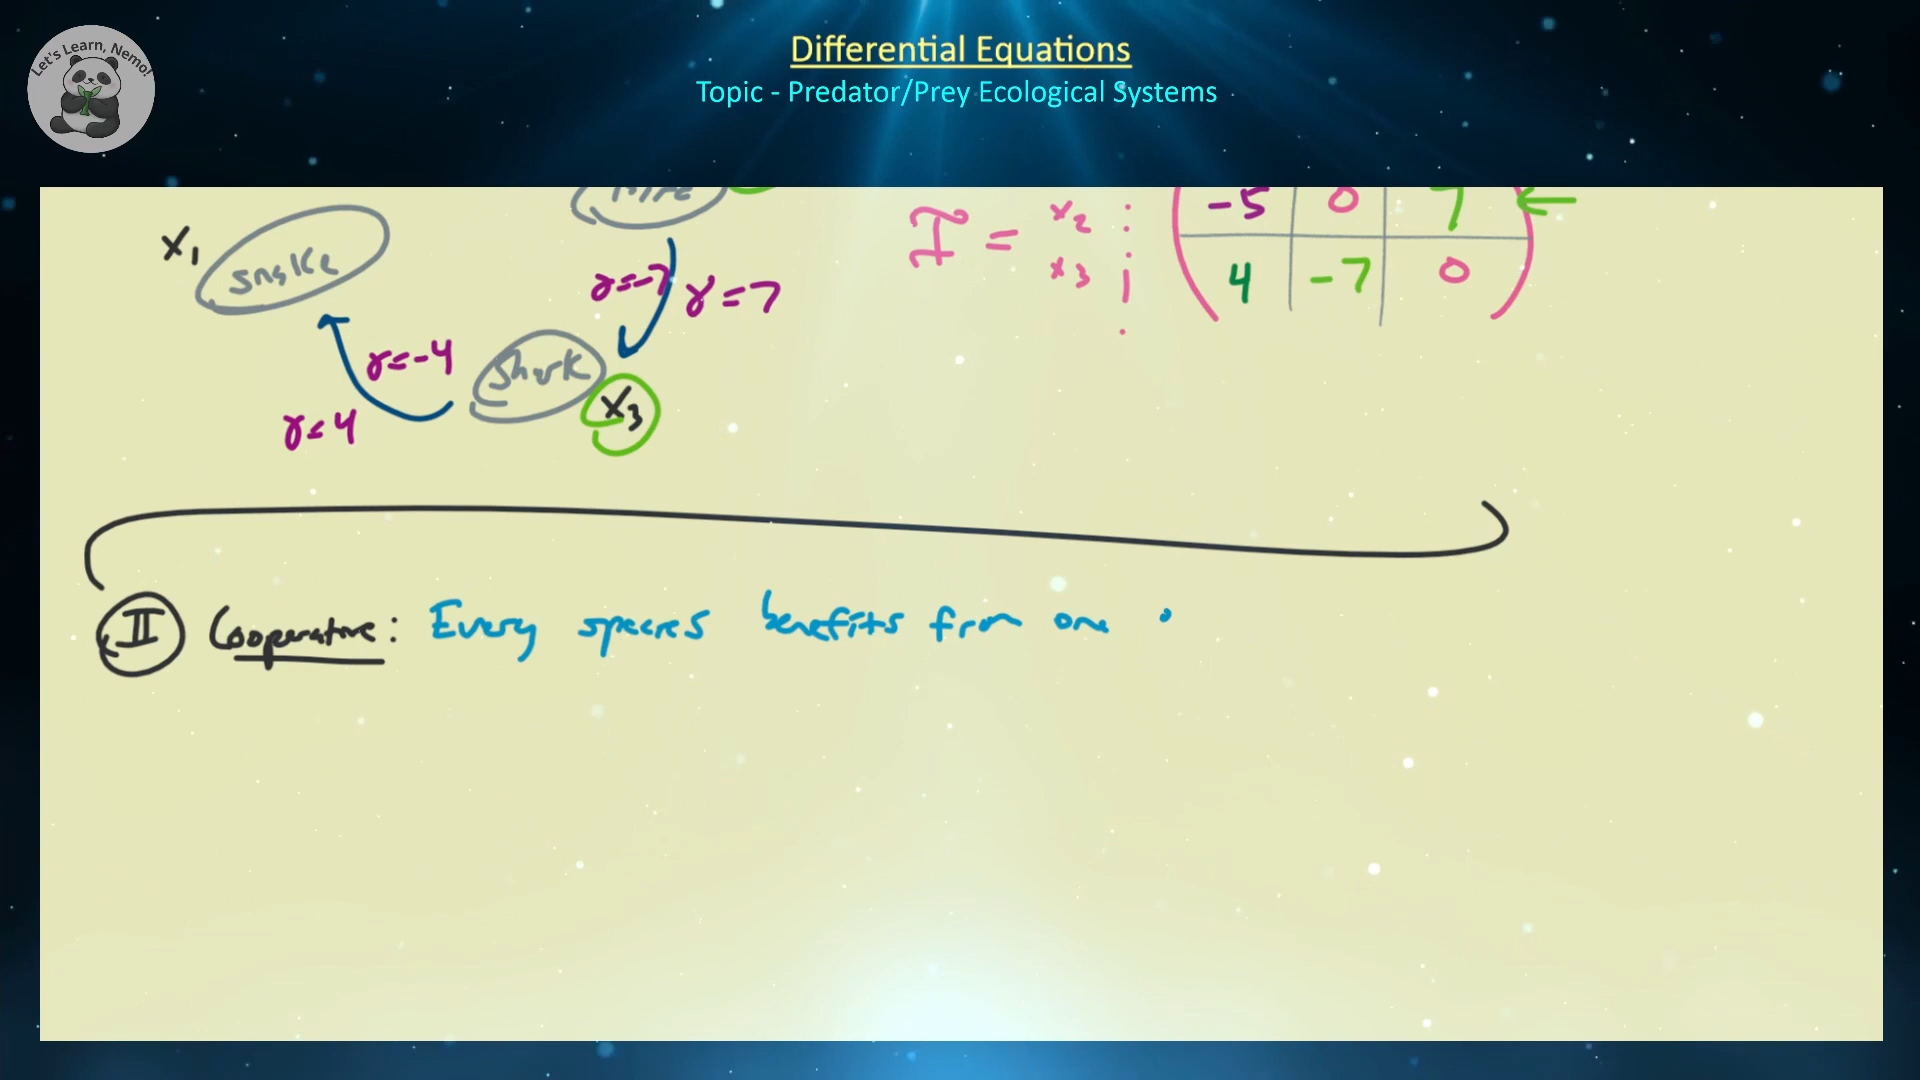 Let's Learn, Nemo!
Differential Equations
Topic - Predator/Prey Ecological Systems
-5 0 7
x₁ snake
I = x₂
x₃
4 -7 0
γ=-7 γ=7
γ=-4 shark
x₃
γ=4
II Cooperative: Every species benefits from one